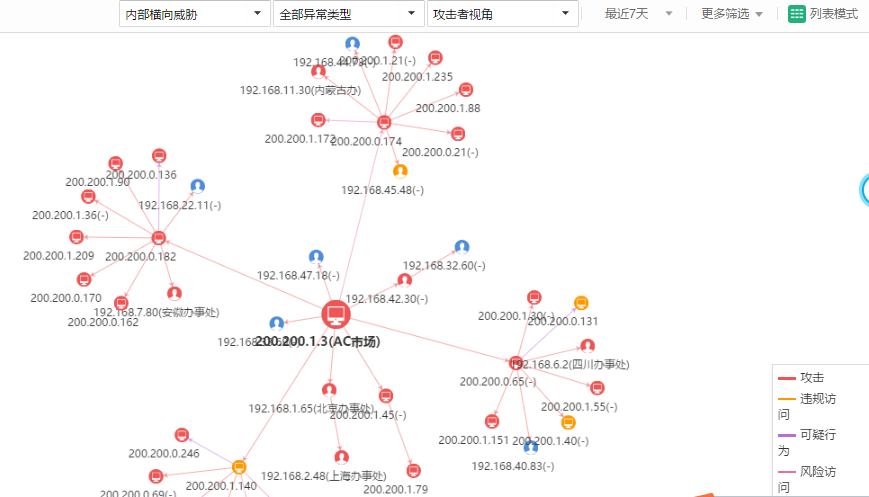 内部横向威胁
全部异常类型
攻击者视角
最近7天
更多筛选
列表模式
192.168.44.78(-)
200.200.1.21(-)
200.200.1.235
192.168.11.30(内蒙古办)
200.200.1.88
200.200.1.172
200.200.0.174
200.200.0.21(-)
192.168.45.48(-)
200.200.0.136
200.200.1.90
192.168.22.11(-)
200.200.1.36(-)
200.200.1.209
200.200.0.182
200.200.0.170
192.168.7.80(安徽办事处)
200.200.0.162
192.168.47.18(-)
192.168.32.60(-)
192.168.42.30(-)
200.200.1.3(AC市场)
200.200.1.30(-)
200.200.0.131
192.168.6.2(四川办事处)
200.200.0.65(-)
200.200.1.55(-)
200.200.1.151
200.200.1.40(-)
192.168.40.83(-)
192.168.1.65(北京办事处)
200.200.1.45(-)
192.168.2.48(上海办事处)
200.200.1.79
200.200.0.246
200.200.1.140
200.200.0.69(-)
攻击
违规访
问
可疑行
为
风险访
问